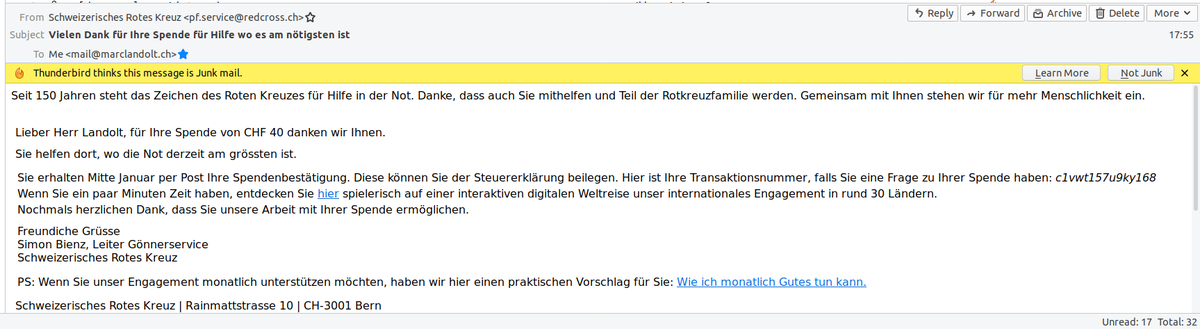 From Schweizerisches Rotes Kreuz <pf.service@redcross.ch>
Reply Forward Archive Delete More
Subject Vielen Dank für Ihre Spende für Hilfe wo es am nötigsten ist 17:55
To Me <mail@marclandolt.ch>
Thunderbird thinks this message is Junk mail. Learn More Not Junk
Seit 150 Jahren steht das Zeichen des Roten Kreuzes für Hilfe in der Not. Danke, dass auch Sie mithelfen und Teil der Rotkreuzfamilie werden. Gemeinsam mit Ihnen stehen wir für mehr Menschlichkeit ein.
Lieber Herr Landolt, für Ihre Spende von CHF 40 danken wir Ihnen.
Sie helfen dort, wo die Not derzeit am grössten ist.
Sie erhalten Mitte Januar per Post Ihre Spendenbestätigung. Diese können Sie der Steuererklärung beilegen. Hier ist Ihre Transaktionsnummer, falls Sie eine Frage zu Ihrer Spende haben: c1vwt157u9ky168
Wenn Sie ein paar Minuten Zeit haben, entdecken Sie hier spielerisch auf einer interaktiven digitalen Weltreise unser internationales Engagement in rund 30 Ländern.
Nochmals herzlichen Dank, dass Sie unsere Arbeit mit Ihrer Spende ermöglichen.
Freundiche Grüsse
Simon Bienz, Leiter Gönnerservice
Schweizerisches Rotes Kreuz
PS: Wenn Sie unser Engagement monatlich unterstützen möchten, haben wir hier einen praktischen Vorschlag für Sie: Wie ich monatlich Gutes tun kann.
Schweizerisches Rotes Kreuz | Rainmattstrasse 10 | CH-3001 Bern
Unread: 17 Total: 32